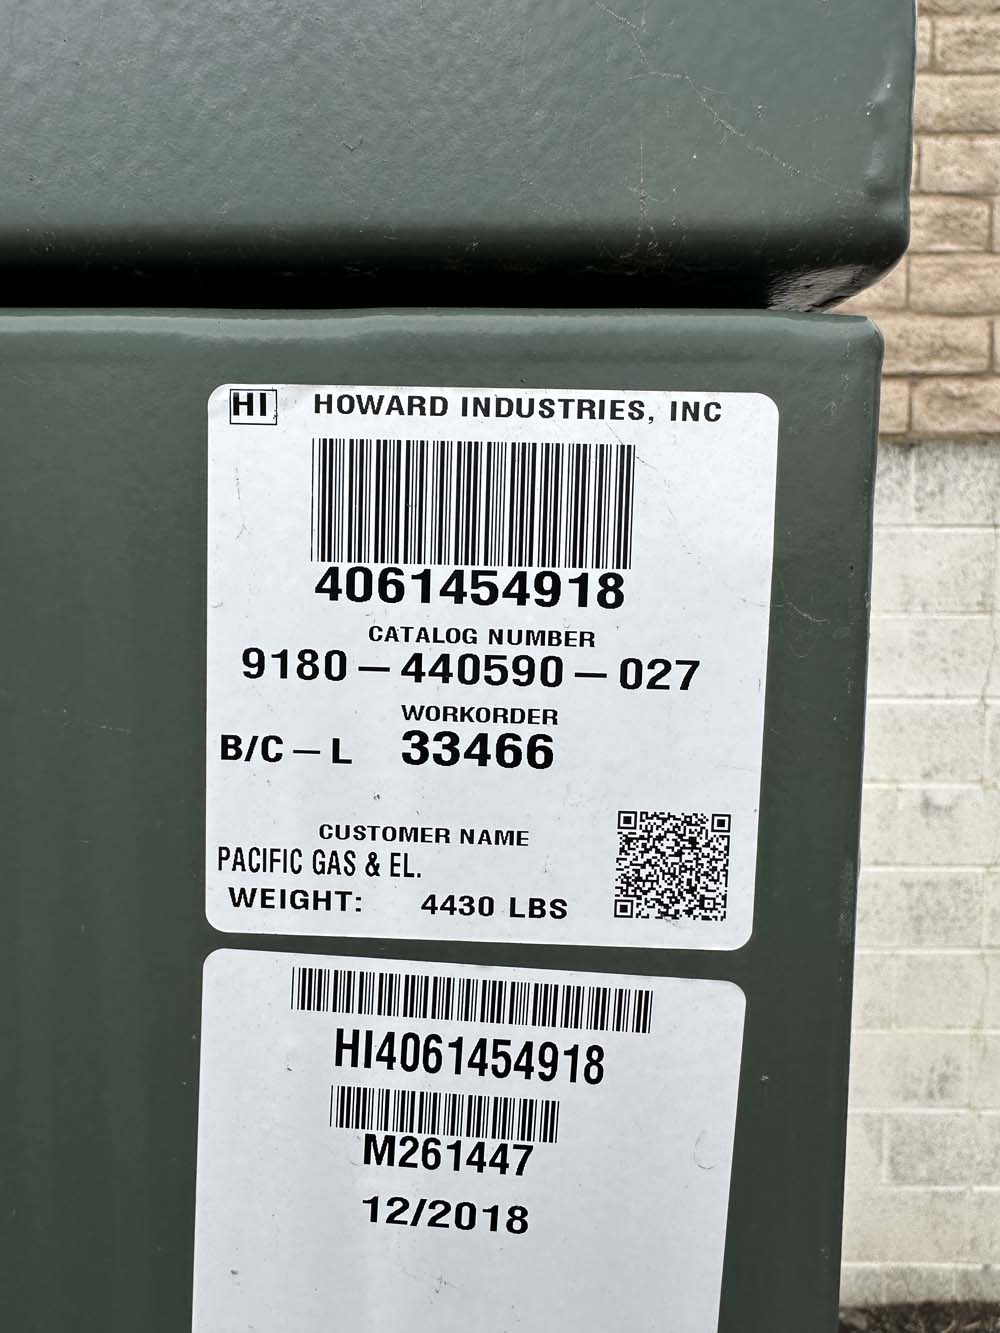 HI HOWARD INDUSTRIES, INC
4061454918
CATALOG NUMBER
9180-440590-027
WORKORDER
B/C-L 33466
CUSTOMER NAME
PACIFIC GAS & EL.
WEIGHT: 4430 LBS
HI4061454918
M261447
12/2018